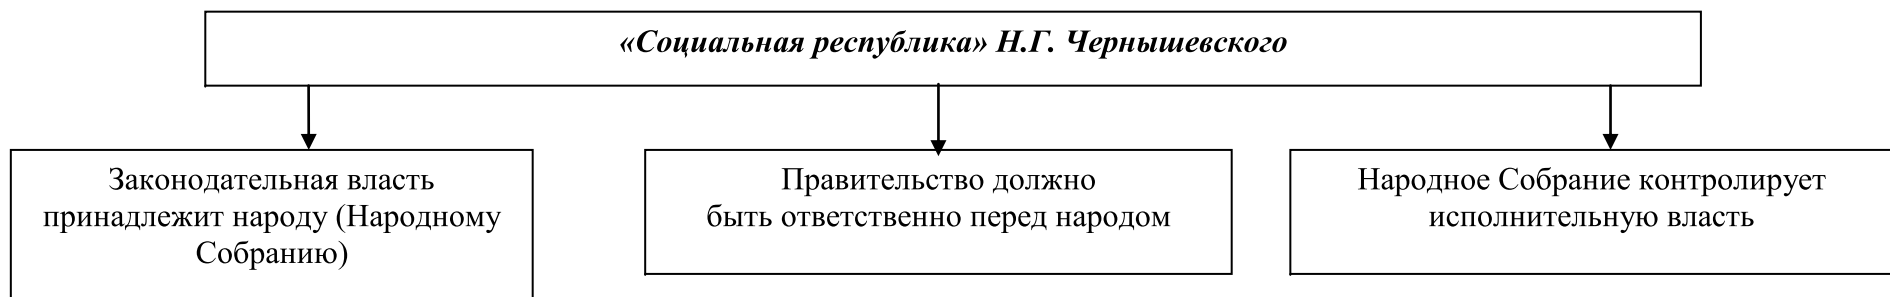 «Социальная республика» Н.Г. Чернышевского
Законодательная власть
принадлежит народу (Народному
Собранию)
Правительство должно
быть ответственно перед народом
Народное Собрание контролирует
исполнительную власть